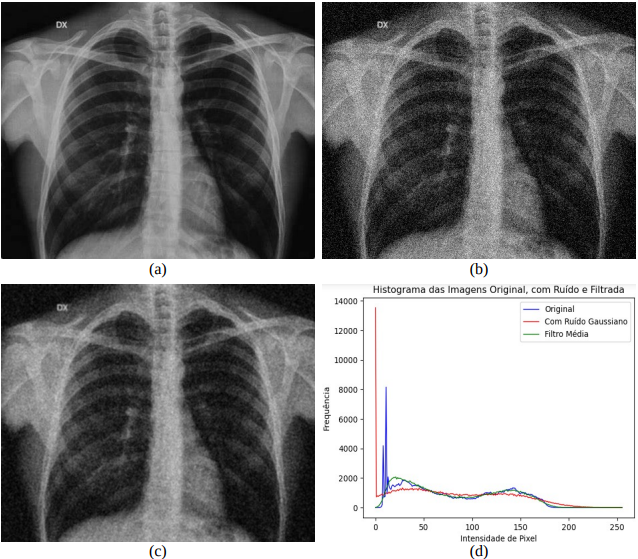 DX
DX
(a)
(b)
DX
Histograma das Imagens Original, com Ruído e Filtrada
14000
12000
10000
8000
6000
4000
2000
0
Frequência
Original
Com Ruído Gaussiano
Filtro Média
0
50
100
150
200
250
Intensidade de Pixel
(c)
(d)